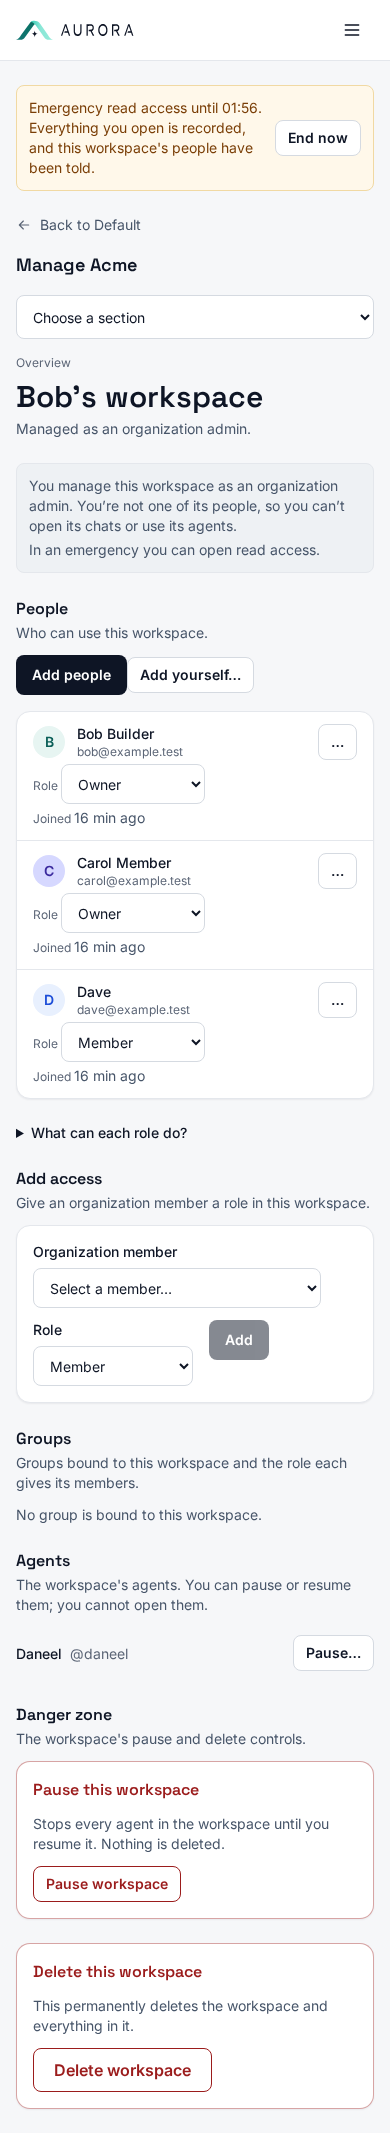 AURORA
Emergency read access until 01:56.
Everything you open is recorded,
and this workspace's people have
been told.
End now
← Back to Default
Manage Acme
Choose a section
Overview
Bob’s workspace
Managed as an organization admin.
You manage this workspace as an organization
admin. You’re not one of its people, so you can’t
open its chats or use its agents.
In an emergency you can open read access.
People
Who can use this workspace.
Add people
Add yourself...
B
Bob Builder
bob@example.test
...
Role
Owner
Joined 16 min ago
C
Carol Member
carol@example.test
...
Role
Owner
Joined 16 min ago
D
Dave
dave@example.test
...
Role
Member
Joined 16 min ago
What can each role do?
Add access
Give an organization member a role in this workspace.
Organization member
Select a member...
Role
Member
Add
Groups
Groups bound to this workspace and the role each
gives its members.
No group is bound to this workspace.
Agents
The workspace's agents. You can pause or resume
them; you cannot open them.
Daneel @daneel
Pause...
Danger zone
The workspace's pause and delete controls.
Pause this workspace
Stops every agent in the workspace until you
resume it. Nothing is deleted.
Pause workspace
Delete this workspace
This permanently deletes the workspace and
everything in it.
Delete workspace